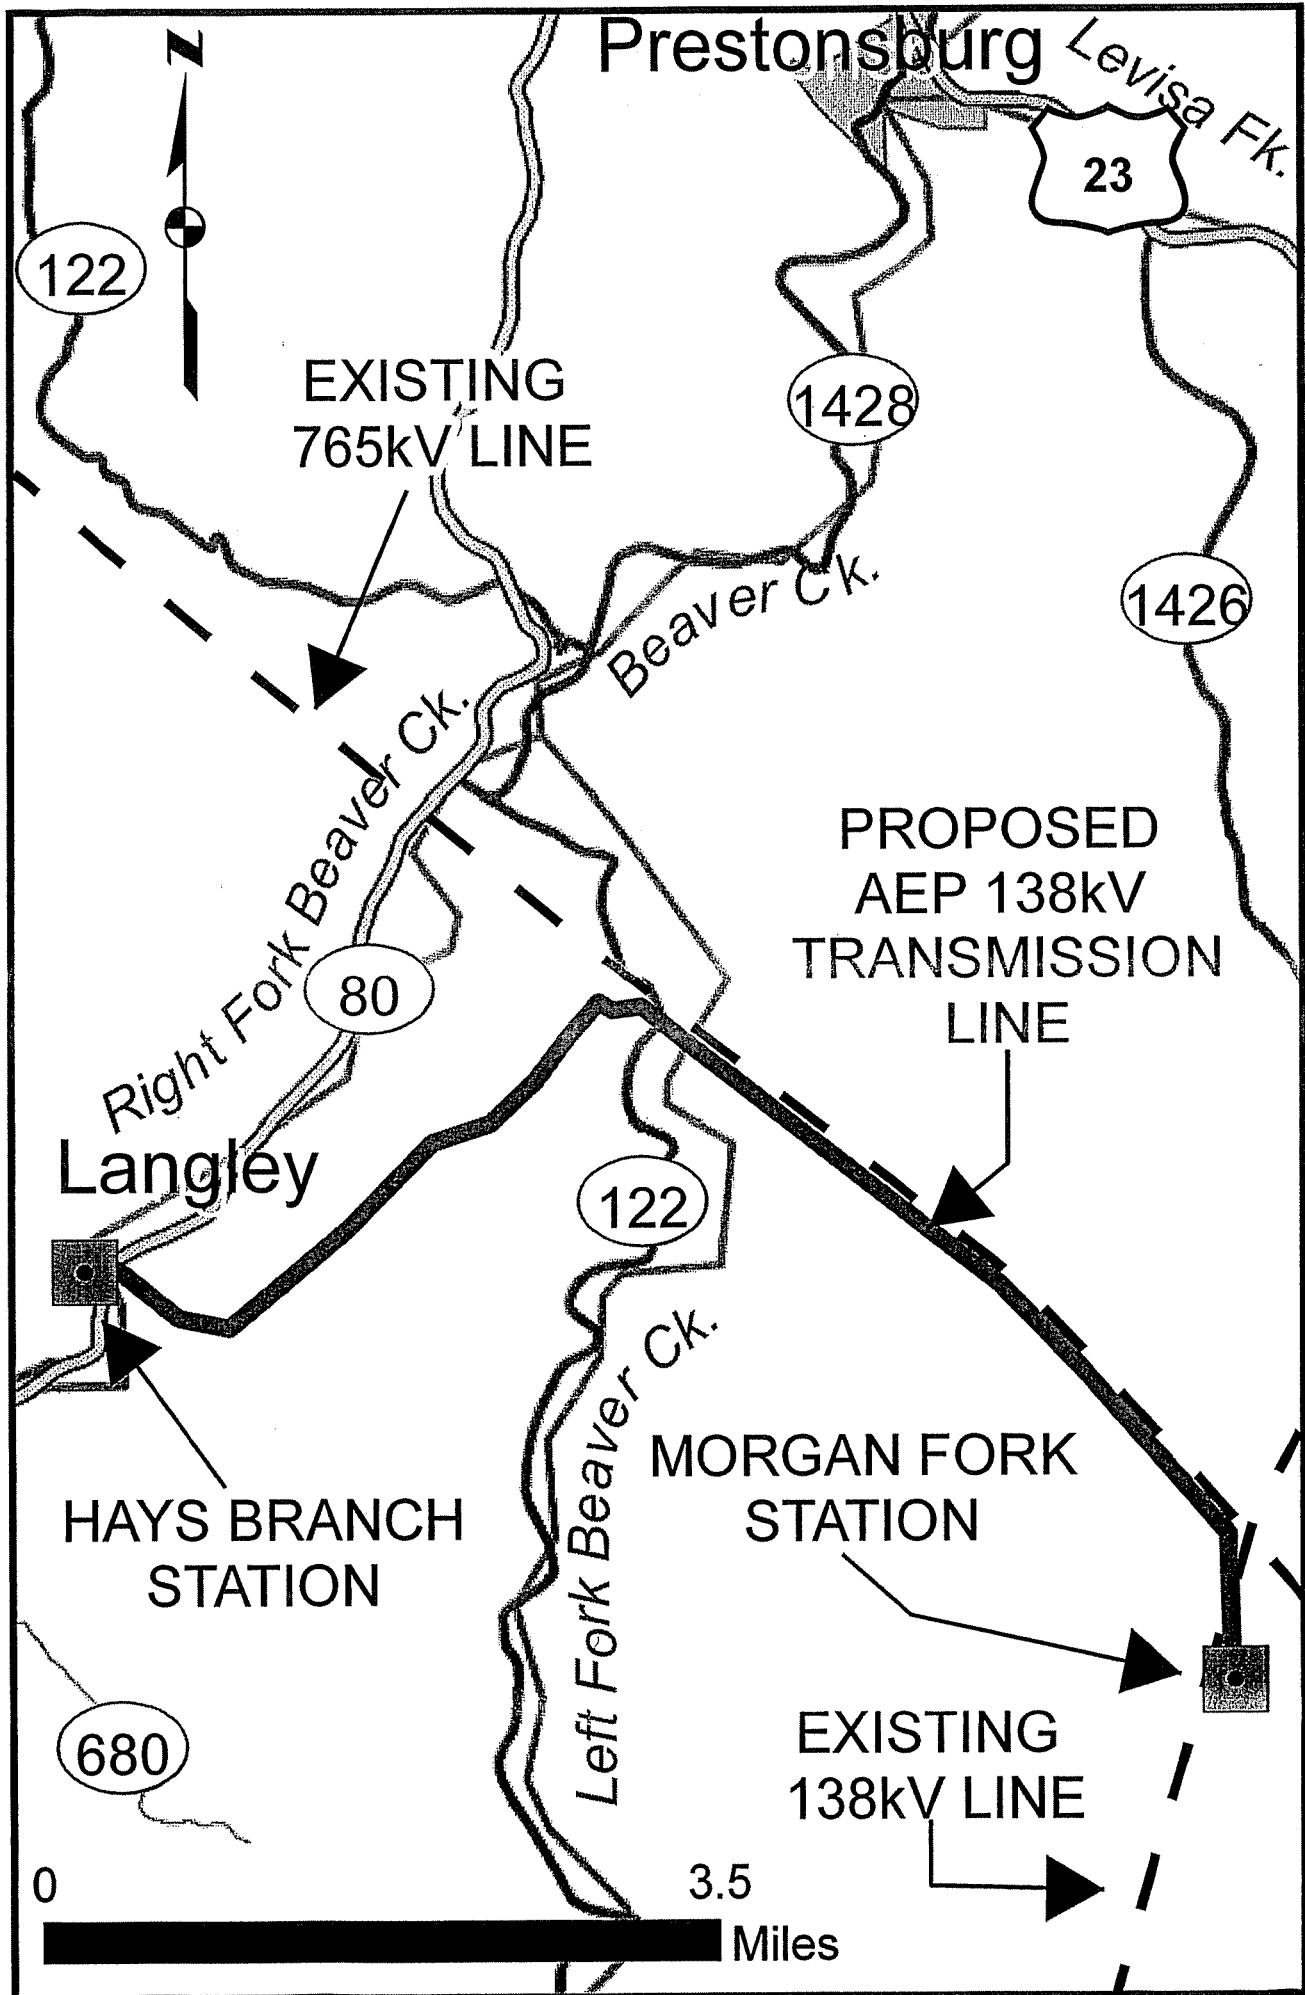 Prestonsburg
Levisa Fk.
N
23
122
EXISTING
765kV LINE
1428
1426
Beaver Ck.
Right Fork Beaver Ck.
PROPOSED
AEP 138kV
TRANSMISSION
LINE
80
Langley
122
Left Fork Beaver Ck.
MORGAN FORK
STATION
HAYS BRANCH
STATION
680
EXISTING
138kV LINE
0
3.5
Miles